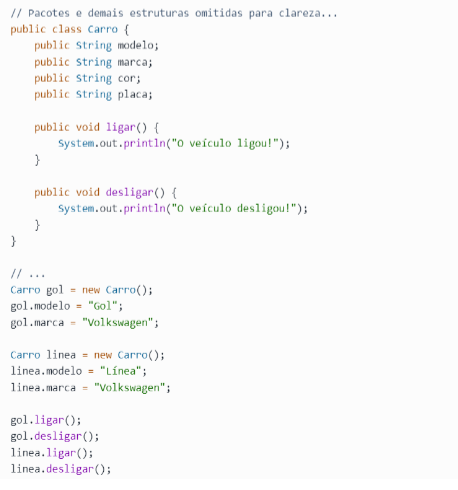 // Pacotes e demais estruturas omitidas para clareza...
public class Carro {
    public String modelo;
    public String marca;
    public String cor;
    public String placa;

    public void ligar() {
        System.out.println("O veículo ligou!");
    }

    public void desligar() {
        System.out.println("O veículo desligou!");
    }
}

// ...
Carro gol = new Carro();
gol.modelo = "Gol";
gol.marca = "Volkswagen";

Carro linea = new Carro();
linea.modelo = "Línea";
linea.marca = "Volkswagen";

gol.ligar();
gol.desligar();
linea.ligar();
linea.desligar();